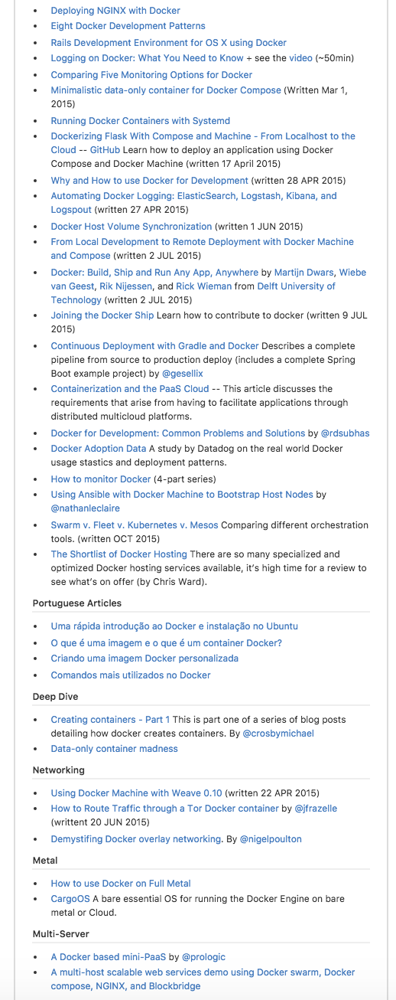 Deploying NGINX with Docker
Eight Docker Development Patterns
Rails Development Environment for OS X using Docker
Logging on Docker: What You Need to Know + see the video (~50min)
Comparing Five Monitoring Options for Docker
Minimalistic data-only container for Docker Compose (Written Mar 1,
2015)
Running Docker Containers with Systemd
Dockerizing Flask With Compose and Machine - From Localhost to the
Cloud -- GitHub Learn how to deploy an application using Docker
Compose and Docker Machine (written 17 April 2015)
Why and How to use Docker for Development (written 28 APR 2015)
Automating Docker Logging: ElasticSearch, Logstash, Kibana, and
Logspout (written 27 APR 2015)
Docker Host Volume Synchronization (written 1 JUN 2015)
From Local Development to Remote Deployment with Docker Machine
and Compose (written 2 JUL 2015)
Docker: Build, Ship and Run Any App, Anywhere by Martijn Dwars, Wiebe
van Geest, Rik Nijessen, and Rick Wieman from Delft University of
Technology (written 2 JUL 2015)
Joining the Docker Ship Learn how to contribute to docker (written 9 JUL
2015)
Continuous Deployment with Gradle and Docker Describes a complete
pipeline from source to production deploy (includes a complete Spring
Boot example project) by @gesellix
Containerization and the PaaS Cloud -- This article discusses the
requirements that arise from having to facilitate applications through
distributed multicloud platforms.
Docker for Development: Common Problems and Solutions by @rdsubhas
Docker Adoption Data A study by Datadog on the real world Docker
usage stastics and deployment patterns.
How to monitor Docker (4-part series)
Using Ansible with Docker Machine to Bootstrap Host Nodes by
@nathanleclaire
Swarm v. Fleet v. Kubernetes v. Mesos Comparing different orchestration
tools. (written OCT 2015)
The Shortlist of Docker Hosting There are so many specialized and
optimized Docker hosting services available, it’s high time for a review to
see what’s on offer (by Chris Ward).
Portuguese Articles
Uma rápida introdução ao Docker e instalação no Ubuntu
O que é uma imagem e o que é um container Docker?
Criando uma imagem Docker personalizada
Comandos mais utilizados no Docker
Deep Dive
Creating containers - Part 1 This is part one of a series of blog posts
detailing how docker creates containers. By @crosbymichael
Data-only container madness
Networking
Using Docker Machine with Weave 0.10 (written 22 APR 2015)
How to Route Traffic through a Tor Docker container by @jfrazelle
(writtent 20 JUN 2015)
Demystifing Docker overlay networking. By @nigelpoulton
Metal
How to use Docker on Full Metal
CargoOS A bare essential OS for running the Docker Engine on bare
metal or Cloud.
Multi-Server
A Docker based mini-PaaS by @prologic
A multi-host scalable web services demo using Docker swarm, Docker
compose, NGINX, and Blockbridge